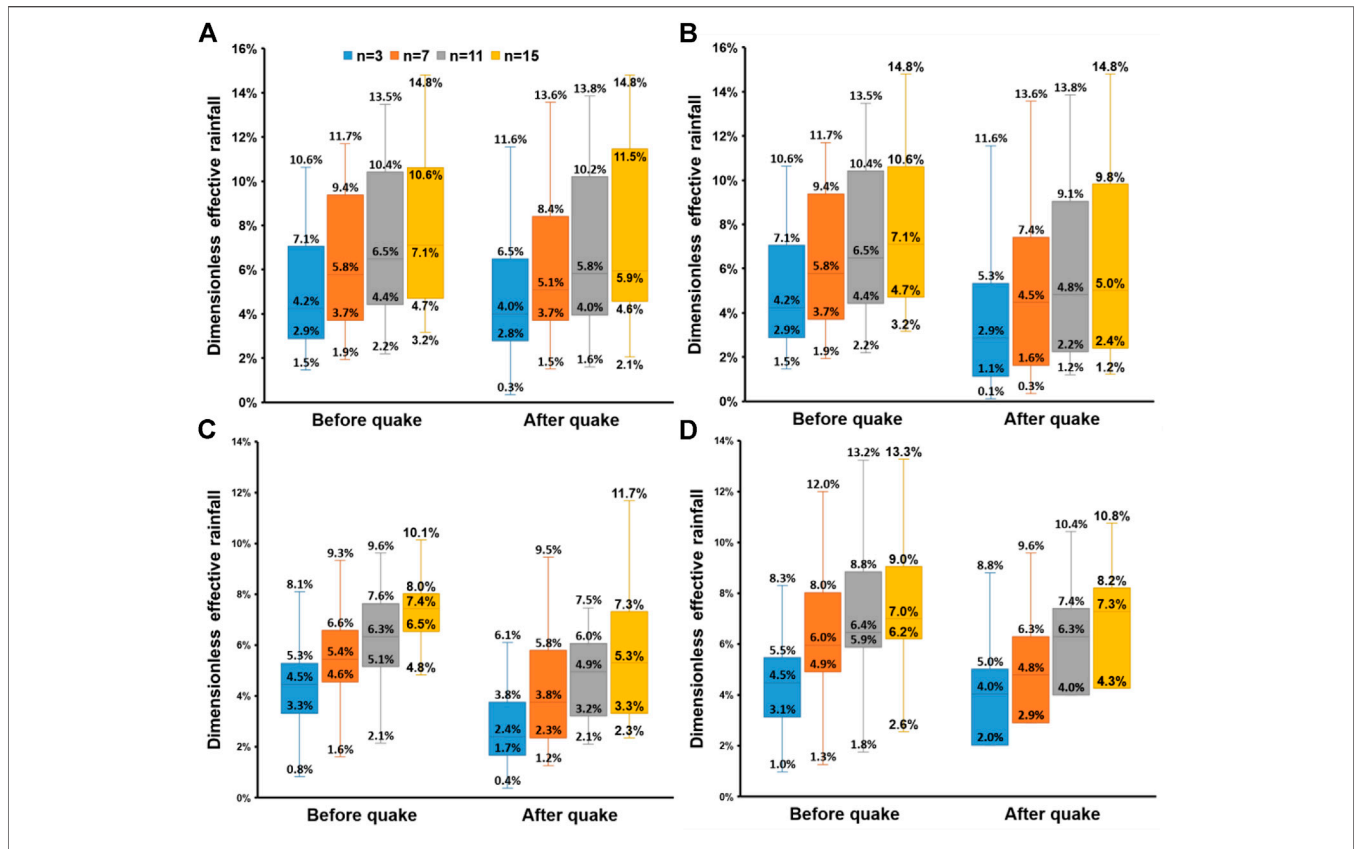 A
Dimensionless effective rainfall
16%
14%
12%
10%
8%
6%
4%
2%
0%
n=3 n=7 n=11 n=15
10.6% 7.1% 4.2% 2.9% 1.5%
11.7% 9.4% 5.8% 3.7% 1.9%
13.5% 10.4% 6.5% 4.4% 2.2%
14.8% 10.6% 7.1% 4.7% 3.2%
11.6% 6.5% 4.0% 2.8% 0.3%
13.6% 8.4% 5.1% 3.7% 1.5%
13.8% 10.2% 5.8% 4.0% 1.6%
14.8% 11.5% 5.9% 4.6% 2.1%
Before quake After quake
B
Dimensionless effective rainfall
16%
14%
12%
10%
8%
6%
4%
2%
0%
10.6% 7.1% 4.2% 2.9% 1.5%
11.7% 9.4% 5.8% 3.7% 1.9%
13.5% 10.4% 6.5% 4.4% 2.2%
14.8% 10.6% 7.1% 4.7% 3.2%
11.6% 5.3% 2.9% 1.1% 0.1%
13.6% 7.4% 4.5% 1.6% 0.3%
13.8% 9.1% 4.8% 2.2% 1.2%
14.8% 9.8% 5.0% 2.4% 1.2%
Before quake After quake
C
Dimensionless effective rainfall
14%
12%
10%
8%
6%
4%
2%
0%
8.1% 5.3% 4.5% 3.3% 0.8%
9.3% 6.6% 5.4% 4.6% 1.6%
9.6% 7.6% 6.3% 5.1% 2.1%
10.1% 8.0% 7.4% 6.5% 4.8%
6.1% 3.8% 2.4% 1.7% 0.4%
9.5% 5.8% 3.8% 2.3% 1.2%
7.5% 6.0% 4.9% 3.2% 2.1%
11.7% 7.3% 5.3% 3.3% 2.3%
Before quake After quake
D
Dimensionless effective rainfall
14%
12%
10%
8%
6%
4%
2%
0%
8.3% 5.5% 4.5% 3.1% 1.0%
12.0% 8.0% 6.0% 4.9% 1.3%
13.2% 8.8% 6.4% 5.9% 1.8%
13.3% 9.0% 7.0% 6.2% 2.6%
8.8% 5.0% 4.0% 2.0%
9.6% 6.3% 4.8% 2.9%
10.4% 7.4% 6.3% 4.0%
10.8% 8.2% 7.3% 4.3%
Before quake After quake